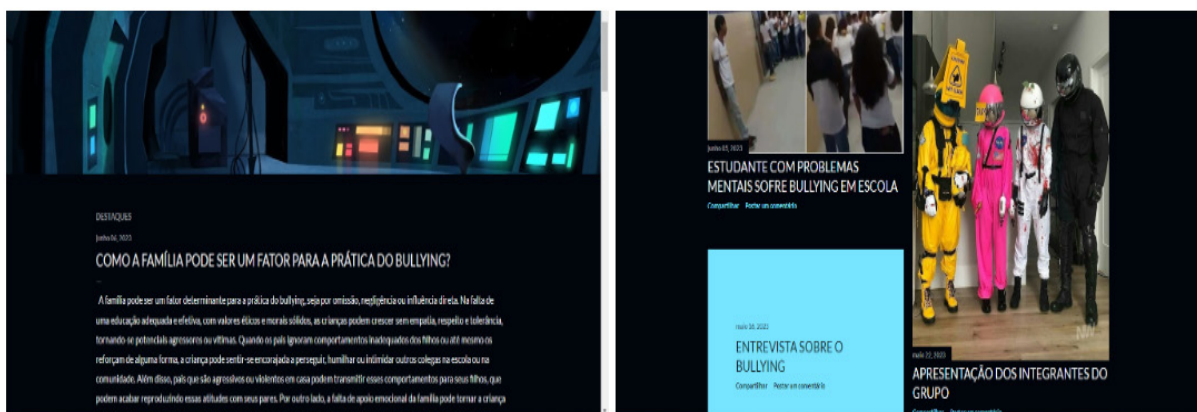 DESTAQUES
junho 06, 2023
COMO A FAMÍLIA PODE SER UM FATOR PARA A PRÁTICA DO BULLYING?
A família pode ser um fator determinante para a prática do bullying, seja por omissão, negligência ou influência direta. Na falta de
uma educação adequada e efetiva, com valores éticos e morais sólidos, as crianças podem crescer sem empatia, respeito e tolerância,
tornando-se potenciais agressores ou vítimas. Quando os pais ignoram comportamentos inadequados dos filhos ou até mesmo os
reforçam de alguma forma, a criança pode sentir-se encorajada a perseguir, humilhar ou intimidar outros colegas na escola ou na
comunidade. Além disso, pais que são agressivos ou violentos em casa podem transmitir esses comportamentos para seus filhos, que
podem acabar reproduzindo essas atitudes com seus pares. Por outro lado, a falta de apoio emocional da família pode tornar a criança
junho 05, 2023
ESTUDANTE COM PROBLEMAS
MENTAIS SOFRE BULLYING EM ESCOLA
Compartilhar Postar um comentário
maio 2023
ENTREVISTA SOBRE O
BULLYING
Compartilhar Postar um comentário
maio 22, 2023
APRESENTAÇÃO DOS INTEGRANTES DO
GRUPO
Compartilhar Postar um comentário